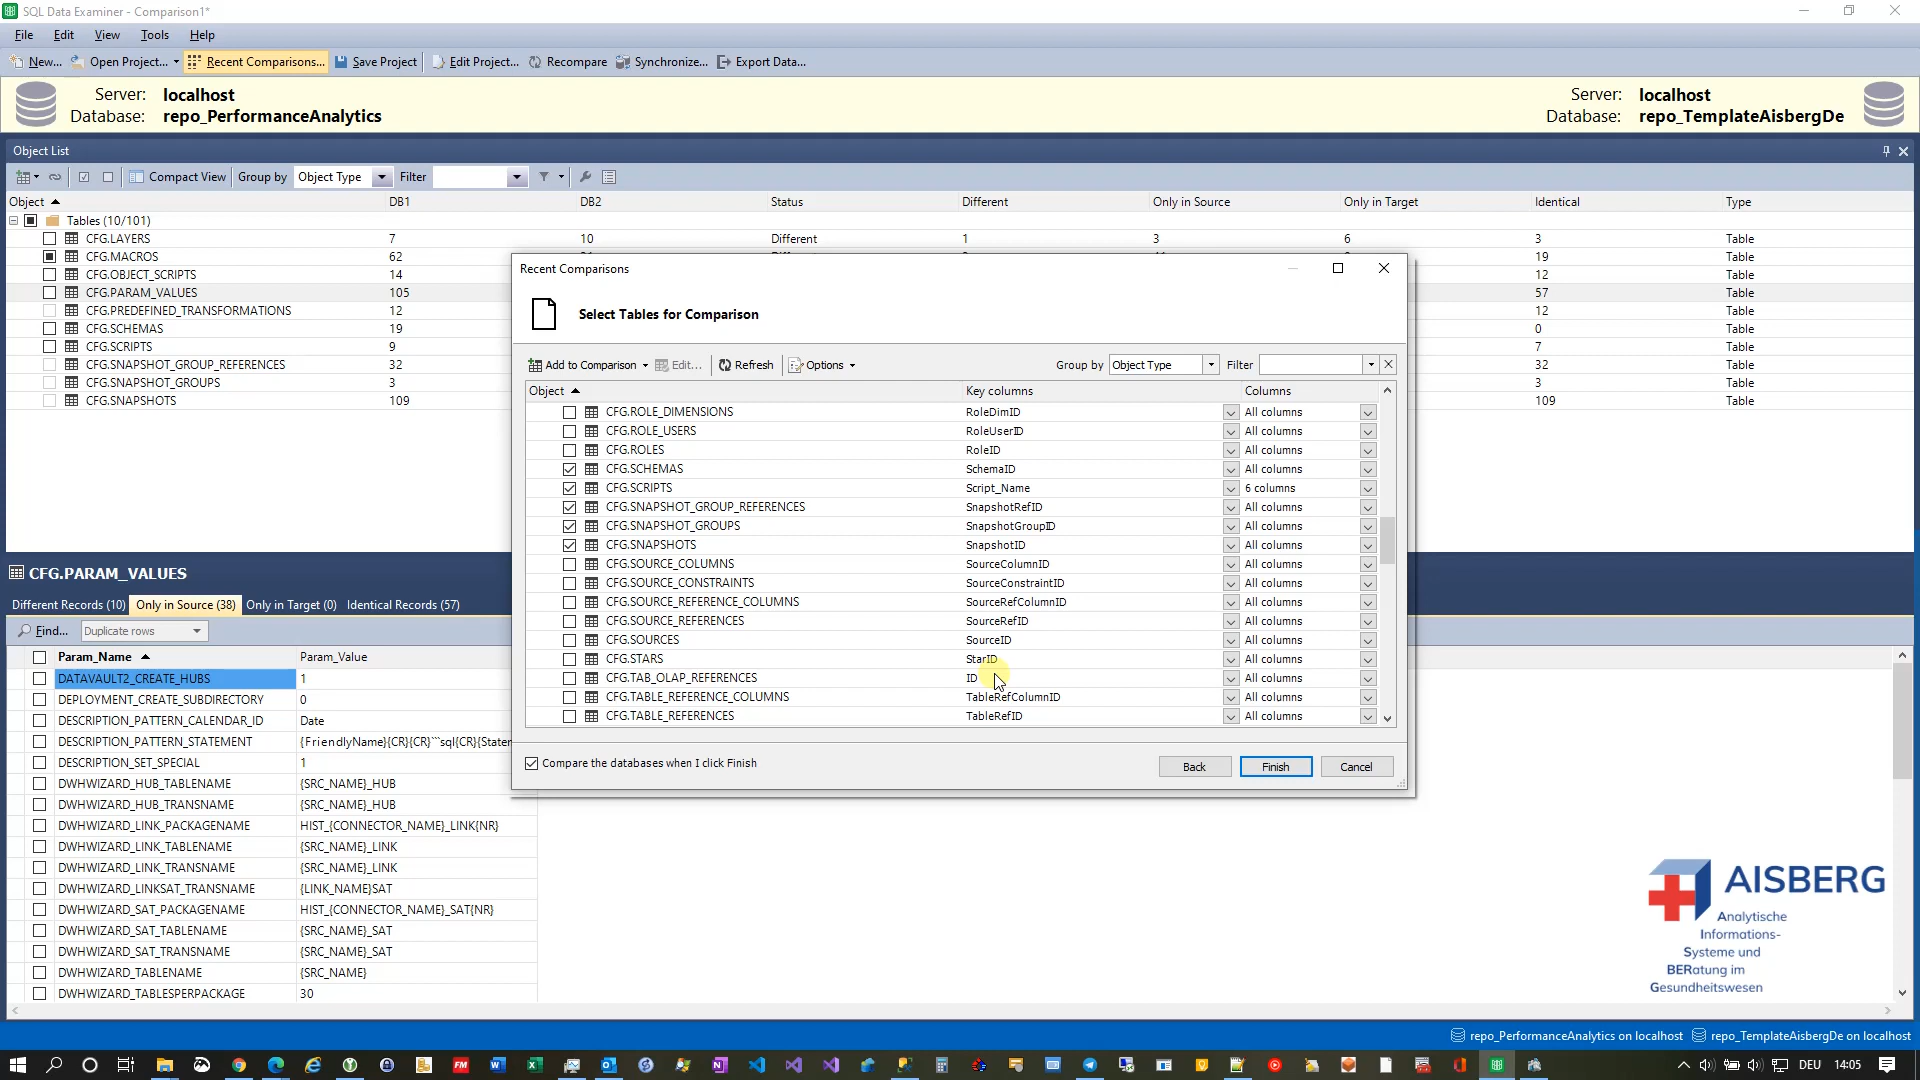 SQL Data Examiner - Comparison1*
File Edit View Tools Help
New... Open Project... Recent Comparisons... Save Project Edit Project... Recompare Synchronize... Export Data...
Server: localhost
Database: repo_PerformanceAnalytics
Server: localhost
Database: repo_TemplateAisbergDe
Object List
Compact View Group by Object Type Filter
Object DB1 DB2 Status Different Only in Source Only in Target Identical Type
Tables (10/101)
CFG.LAYERS 7 10 Different 1 3 6 3 Table
CFG.MACROS 62 19 Table
CFG.OBJECT_SCRIPTS 14 12 Table
CFG.PARAM_VALUES 105 57 Table
CFG.PREDEFINED_TRANSFORMATIONS 12 12 Table
CFG.SCHEMAS 19 0 Table
CFG.SCRIPTS 9 7 Table
CFG.SNAPSHOT_GROUP_REFERENCES 32 32 Table
CFG.SNAPSHOT_GROUPS 3 3 Table
CFG.SNAPSHOTS 109 109 Table
Recent Comparisons
Select Tables for Comparison
Add to Comparison Edit... Refresh Options Group by Object Type Filter
Object Key columns Columns
CFG.ROLE_DIMENSIONS RoleDimID All columns
CFG.ROLE_USERS RoleUserID All columns
CFG.ROLES RoleID All columns
CFG.SCHEMAS SchemaID All columns
CFG.SCRIPTS Script_Name 6 columns
CFG.SNAPSHOT_GROUP_REFERENCES SnapshotRefID All columns
CFG.SNAPSHOT_GROUPS SnapshotGroupID All columns
CFG.SNAPSHOTS SnapshotID All columns
CFG.SOURCE_COLUMNS SourceColumnID All columns
CFG.SOURCE_CONSTRAINTS SourceConstraintID All columns
CFG.SOURCE_REFERENCE_COLUMNS SourceRefColumnID All columns
CFG.SOURCE_REFERENCES SourceRefID All columns
CFG.SOURCES SourceID All columns
CFG.STARS StarID All columns
CFG.TAB_OLAP_REFERENCES ID All columns
CFG.TABLE_REFERENCE_COLUMNS TableRefColumnID All columns
CFG.TABLE_REFERENCES TableRefID All columns
Compare the databases when I click Finish
Back Finish Cancel
CFG.PARAM_VALUES
Different Records (10) Only in Source (38) Only in Target (0) Identical Records (57)
Find... Duplicate rows
Param_Name Param_Value
DATAVAULT2_CREATE_HUBS 1
DEPLOYMENT_CREATE_SUBDIRECTORY 0
DESCRIPTION_PATTERN_CALENDAR_ID Date
DESCRIPTION_PATTERN_STATEMENT {FriendlyName}{CR}{CR}```sql{CR}{Statem
DESCRIPTION_SET_SPECIAL 1
DWHWIZARD_HUB_TABLENAME {SRC_NAME}_HUB
DWHWIZARD_HUB_TRANSNAME {SRC_NAME}_HUB
DWHWIZARD_LINK_PACKAGENAME HIST_{CONNECTOR_NAME}_LINK{NR}
DWHWIZARD_LINK_TABLENAME {SRC_NAME}_LINK
DWHWIZARD_LINK_TRANSNAME {SRC_NAME}_LINK
DWHWIZARD_LINKSAT_TRANSNAME {LINK_NAME}SAT
DWHWIZARD_SAT_PACKAGENAME HIST_{CONNECTOR_NAME}_SAT{NR}
DWHWIZARD_SAT_TABLENAME {SRC_NAME}_SAT
DWHWIZARD_SAT_TRANSNAME {SRC_NAME}_SAT
DWHWIZARD_TABLENAME {SRC_NAME}
DWHWIZARD_TABLESPERPACKAGE 30
AISBERG
Analytische
Informations-
Systeme und
BERatung im
Gesundheitswesen
repo_PerformanceAnalytics on localhost repo_TemplateAisbergDe on localhost
DEU 14:05